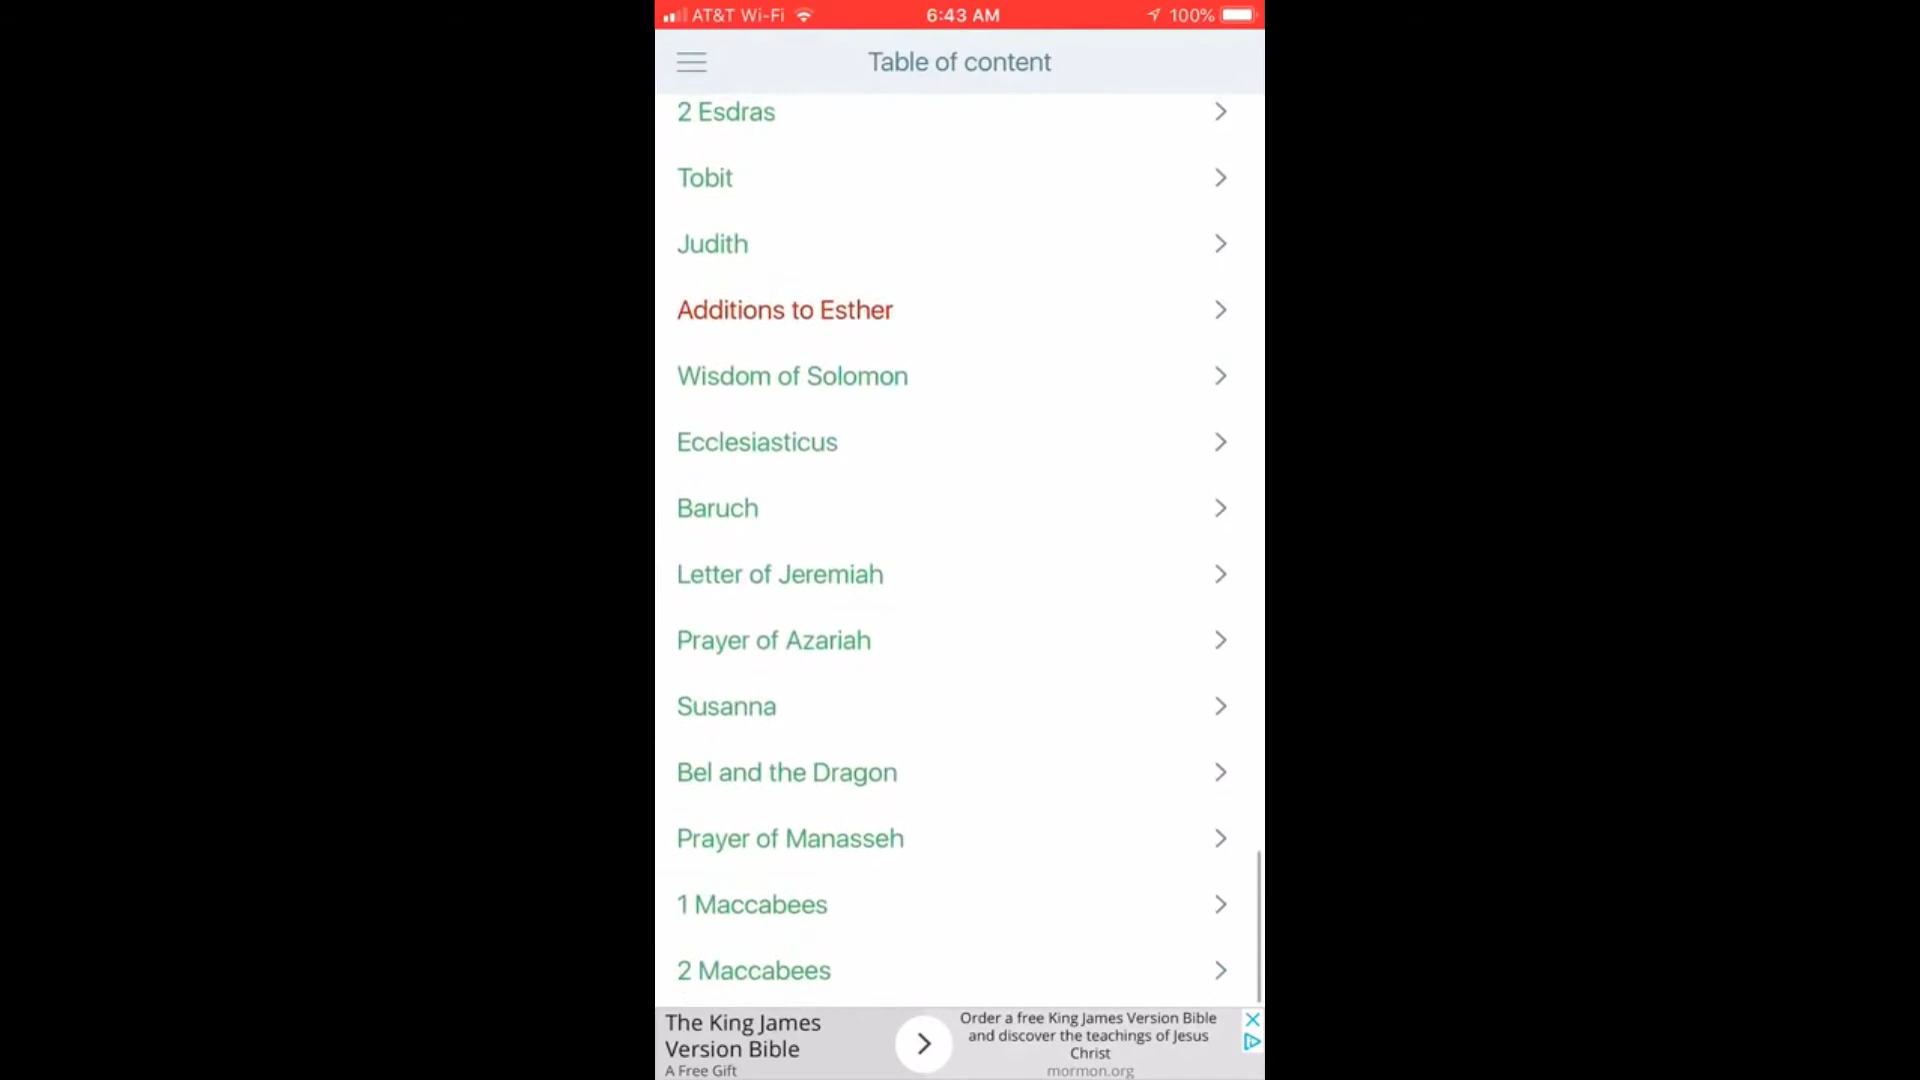 AT&T Wi-Fi 6:43 AM 100%
Table of content
2 Esdras
Tobit
Judith
Additions to Esther
Wisdom of Solomon
Ecclesiasticus
Baruch
Letter of Jeremiah
Prayer of Azariah
Susanna
Bel and the Dragon
Prayer of Manasseh
1 Maccabees
2 Maccabees
The King James
Version Bible
A Free Gift
Order a free King James Version Bible
and discover the teachings of Jesus
Christ
mormon.org